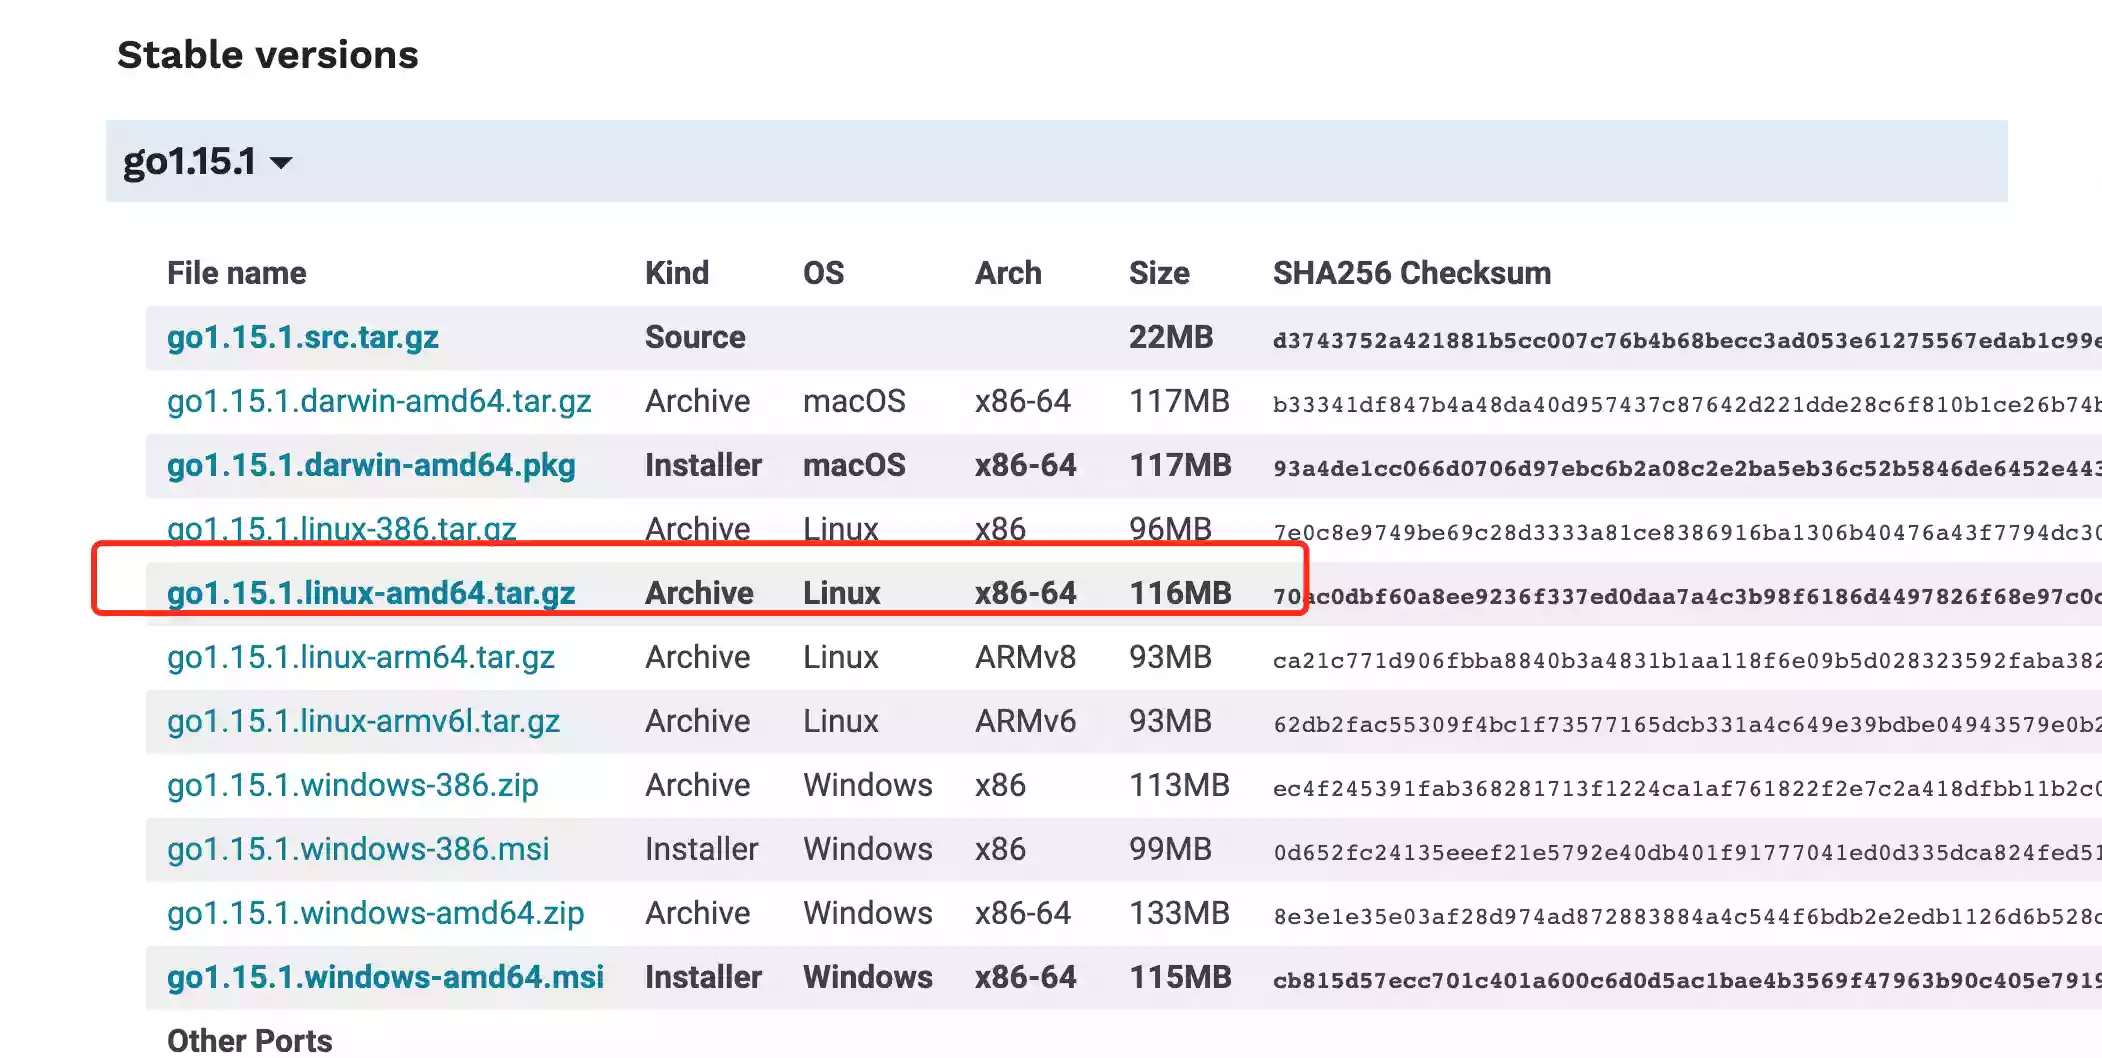 Stable versions
go1.15.1
File name Kind OS Arch Size SHA256 Checksum
go1.15.1.src.tar.gz Source 22MB d3743752a421881b5cc007c76b4b68becc3ad053e61275567edab1c99e
go1.15.1.darwin-amd64.tar.gz Archive macOS x86-64 117MB b33341df847b4a48da40d957437c87642d221dde28c6f810b1ce26b74b
go1.15.1.darwin-amd64.pkg Installer macOS x86-64 117MB 93a4de1cc066d0706d97ebc6b2a08c2e2ba5eb36c52b5846de6452e443
go1.15.1.linux-386.tar.gz Archive Linux x86 96MB 7e0c8e9749be69c28d3333a81ce8386916ba1306b40476a43f7794dc30
go1.15.1.linux-amd64.tar.gz Archive Linux x86-64 116MB 70ac0dbf60a8ee9236f337ed0daa7a4c3b98f6186d4497826f68e97c0c
go1.15.1.linux-arm64.tar.gz Archive Linux ARMv8 93MB ca21c771d906fbba8840b3a4831b1aa118f6e09b5d028323592faba382
go1.15.1.linux-armv6l.tar.gz Archive Linux ARMv6 93MB 62db2fac55309f4bc1f73577165dcb331a4c649e39bdbe04943579e0b2
go1.15.1.windows-386.zip Archive Windows x86 113MB ec4f245391fab368281713f1224ca1af761822f2e7c2a418dfbb11b2c0
go1.15.1.windows-386.msi Installer Windows x86 99MB 0d652fc24135eeef21e5792e40db401f91777041ed0d335dca824fed51
go1.15.1.windows-amd64.zip Archive Windows x86-64 133MB 8e3e1e35e03af28d974ad872883884a4c544f6bdb2e2edb1126d6b528c
go1.15.1.windows-amd64.msi Installer Windows x86-64 115MB cb815d57ecc701c401a600c6d0d5ac1bae4b3569f47963b90c405e7919
Other Ports